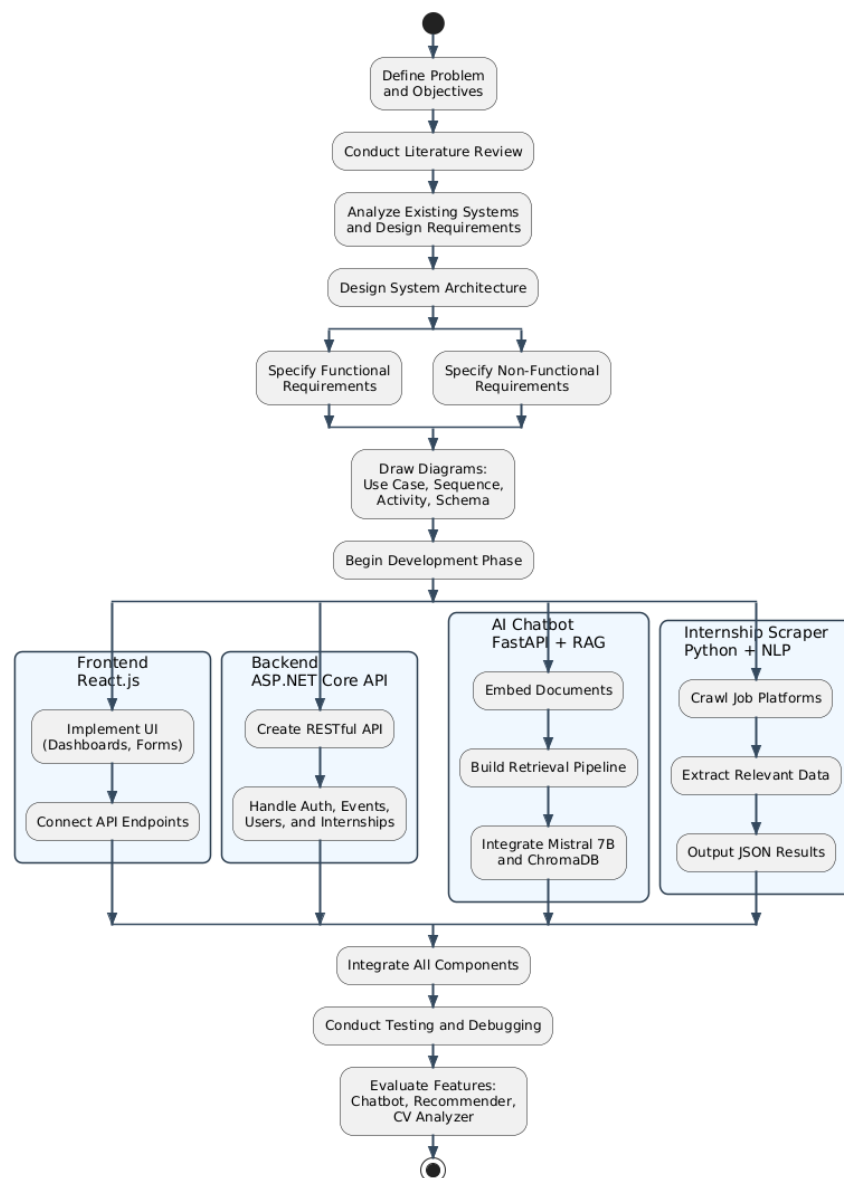 Define Problem
and Objectives
Conduct Literature Review
Analyze Existing Systems
and Design Requirements
Design System Architecture
Specify Functional
Requirements
Specify Non-Functional
Requirements
Draw Diagrams:
Use Case, Sequence,
Activity, Schema
Begin Development Phase
Frontend
React.js
Implement UI
(Dashboards, Forms)
Connect API Endpoints
Backend
ASP.NET Core API
Create RESTful API
Handle Auth, Events,
Users, and Internships
AI Chatbot
FastAPI + RAG
Embed Documents
Build Retrieval Pipeline
Integrate Mistral 7B
and ChromaDB
Internship Scraper
Python + NLP
Crawl Job Platforms
Extract Relevant Data
Output JSON Results
Integrate All Components
Conduct Testing and Debugging
Evaluate Features:
Chatbot, Recommender,
CV Analyzer